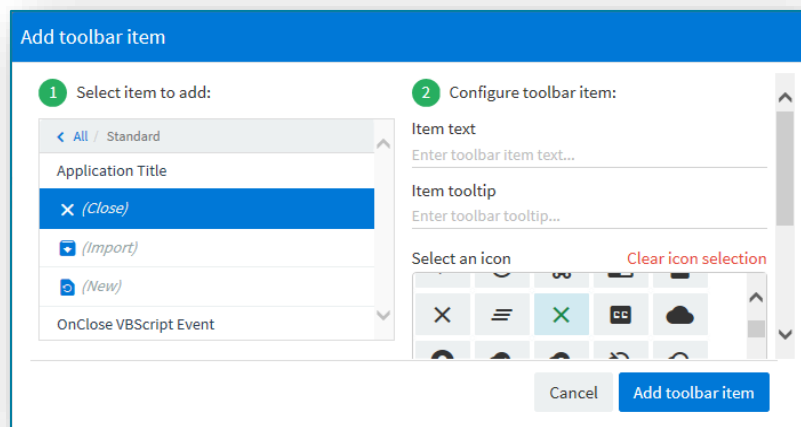 Add toolbar item
1 Select item to add:
All / Standard
Application Title
(Close)
(Import)
(New)
OnClose VBScript Event
2 Configure toolbar item:
Item text
Enter toolbar item text...
Item tooltip
Enter toolbar tooltip...
Select an icon Clear icon selection
CC
Cancel Add toolbar item